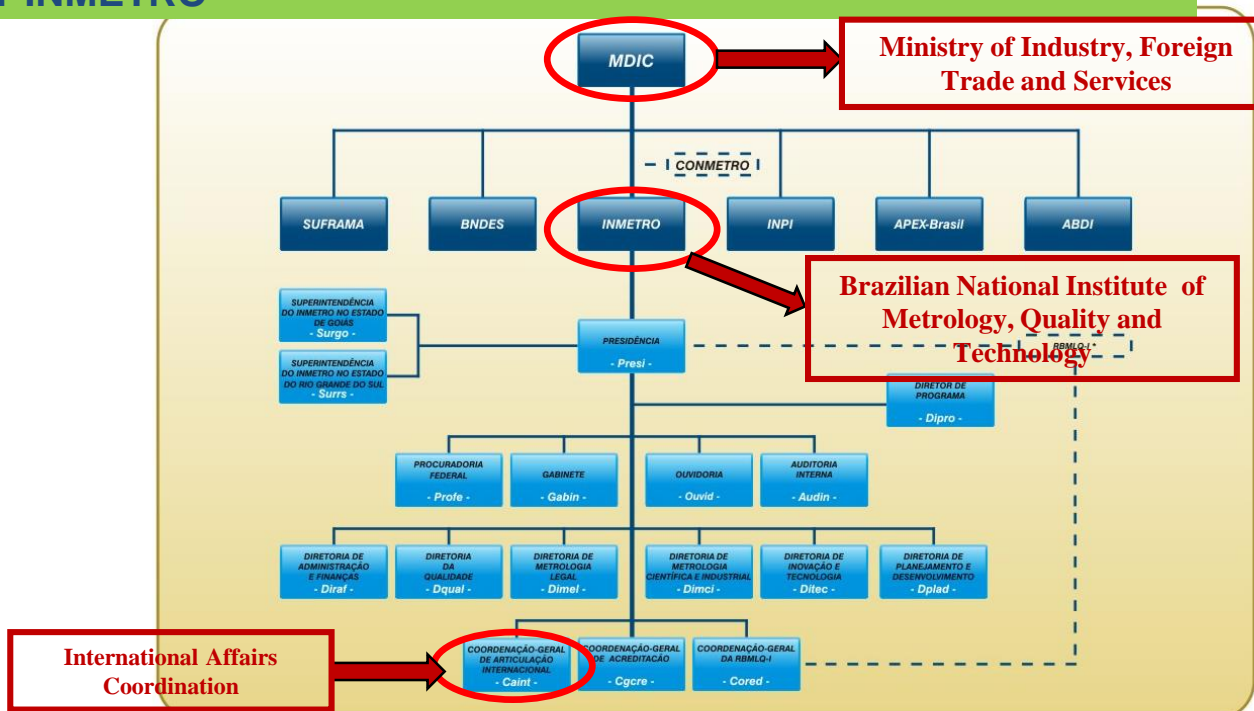 INMETRO
MDIC
Ministry of Industry, Foreign
Trade and Services
CONMETRO
SUFRAMA
BNDES
INMETRO
INPI
APEX-Brasil
ABDI
Brazilian National Institute of
Metrology, Quality and
Technology
RBMLQ-I *
SUPERINTENDÊNCIA
DO INMETRO NO ESTADO
DE GOIÁS
- Surgo -
SUPERINTENDÊNCIA
DO INMETRO NO ESTADO
DO RIO GRANDE DO SUL
- Surrs -
PRESIDÊNCIA
- Presi -
DIRETOR DE
PROGRAMA
- Dipro -
PROCURADORIA
FEDERAL
- Profe -
GABINETE
- Gabin -
OUVIDORIA
- Ouvid -
AUDITORIA
INTERNA
- Audin -
DIRETORIA DE
ADMINISTRAÇÃO
E FINANÇAS
- Diraf -
DIRETORIA
DA
QUALIDADE
- Dqual -
DIRETORIA DE
METROLOGIA
LEGAL
- Dimel -
DIRETORIA DE
METROLOGIA
CIENTÍFICA E INDUSTRIAL
- Dimci -
DIRETORIA DE
INOVAÇÃO E
TECNOLOGIA
- Ditec -
DIRETORIA DE
PLANEJAMENTO E
DESENVOLVIMENTO
- Dplad -
International Affairs
Coordination
COORDENAÇÃO-GERAL
DE ARTICULAÇÃO
INTERNACIONAL
- Caint -
COORDENAÇÃO-GERAL
DE ACREDITAÇÃO
- Cgcre -
COORDENAÇÃO-GERAL
DA RBMLQ-I
- Cored -